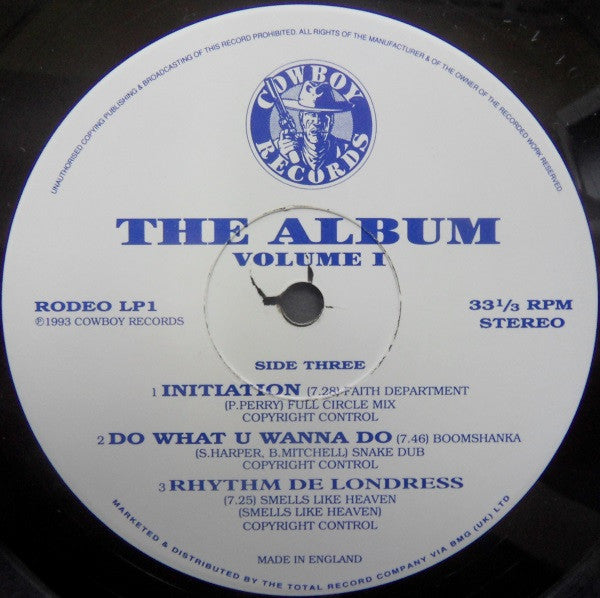 UNAUTHORISED COPYING PUBLISHING & BROADCASTING OF THIS RECORD PROHIBITED. ALL RIGHTS OF THE MANUFACTURER & OF THE OWNER OF THE RECORDED WORK RESERVED.
COWBOY
RECORDS
THE ALBUM
VOLUME I
RODEO LP1
℗1993 COWBOY RECORDS
33 1/3 RPM
STEREO
SIDE THREE
1 INITIATION (7.28) FAITH DEPARTMENT
(P.PERRY) FULL CIRCLE MIX
COPYRIGHT CONTROL
2 DO WHAT U WANNA DO (7.46) BOOMSHANKA
(S.HARPER, B.MITCHELL) SNAKE DUB
COPYRIGHT CONTROL
3 RHYTHM DE LONDRESS
(7.25) SMELLS LIKE HEAVEN
(SMELLS LIKE HEAVEN)
COPYRIGHT CONTROL
MADE IN ENGLAND
MARKETED & DISTRIBUTED BY THE TOTAL RECORD COMPANY VIA BMG (UK) LTD